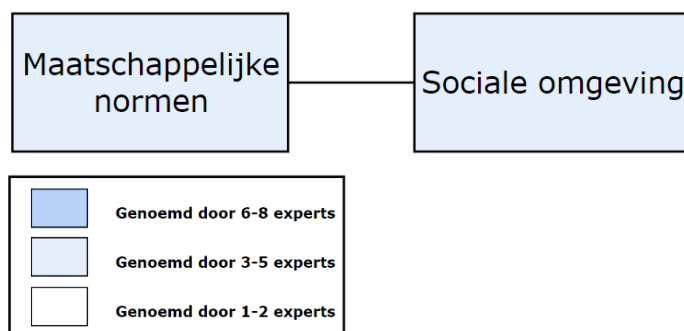 Maatschappelijke
normen
Sociale omgeving
Genoemd door 6-8 experts
Genoemd door 3-5 experts
Genoemd door 1-2 experts